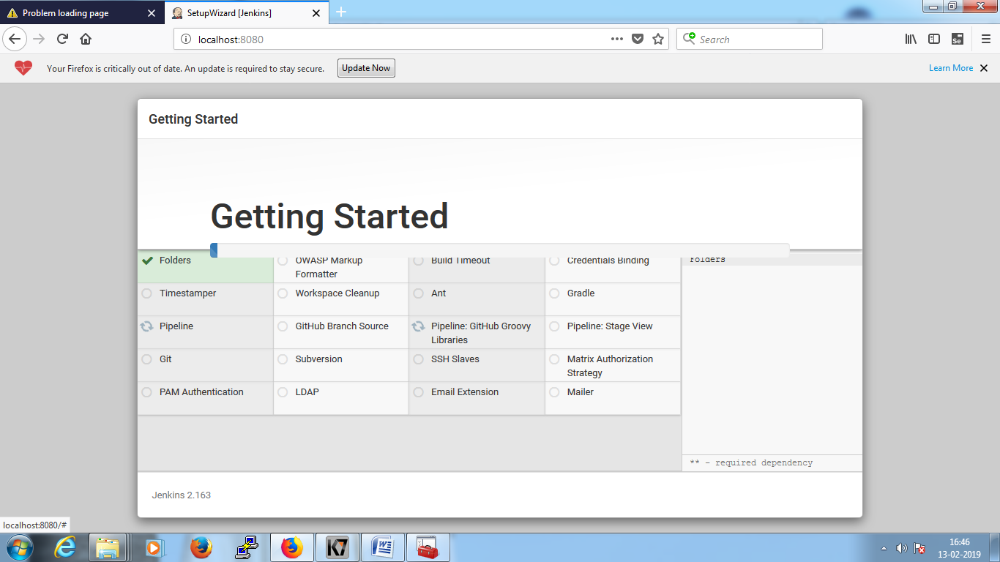 Problem loading page
SetupWizard [Jenkins]
localhost:8080
Search
Se
Your Firefox is critically out of date. An update is required to stay secure.
Update Now
Learn More
Getting Started
Getting Started
Folders
OWASP Markup
Formatter
Build Timeout
Credentials Binding
Folders
Timestamper
Workspace Cleanup
Ant
Gradle
Pipeline
GitHub Branch Source
Pipeline: GitHub Groovy
Libraries
Pipeline: Stage View
Git
Subversion
SSH Slaves
Matrix Authorization
Strategy
PAM Authentication
LDAP
Email Extension
Mailer
** - required dependency
Jenkins 2.163
localhost:8080/#
K7
W
16:46
13-02-2019